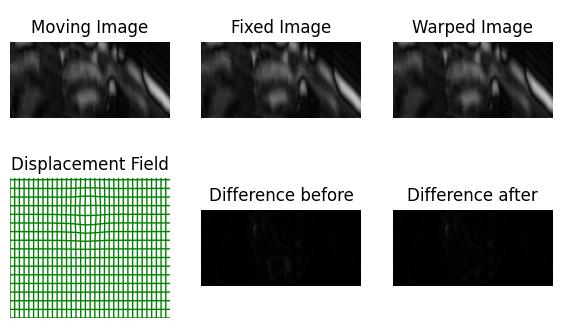 Moving Image
Fixed Image
Warped Image
Displacement Field
Difference before
Difference after